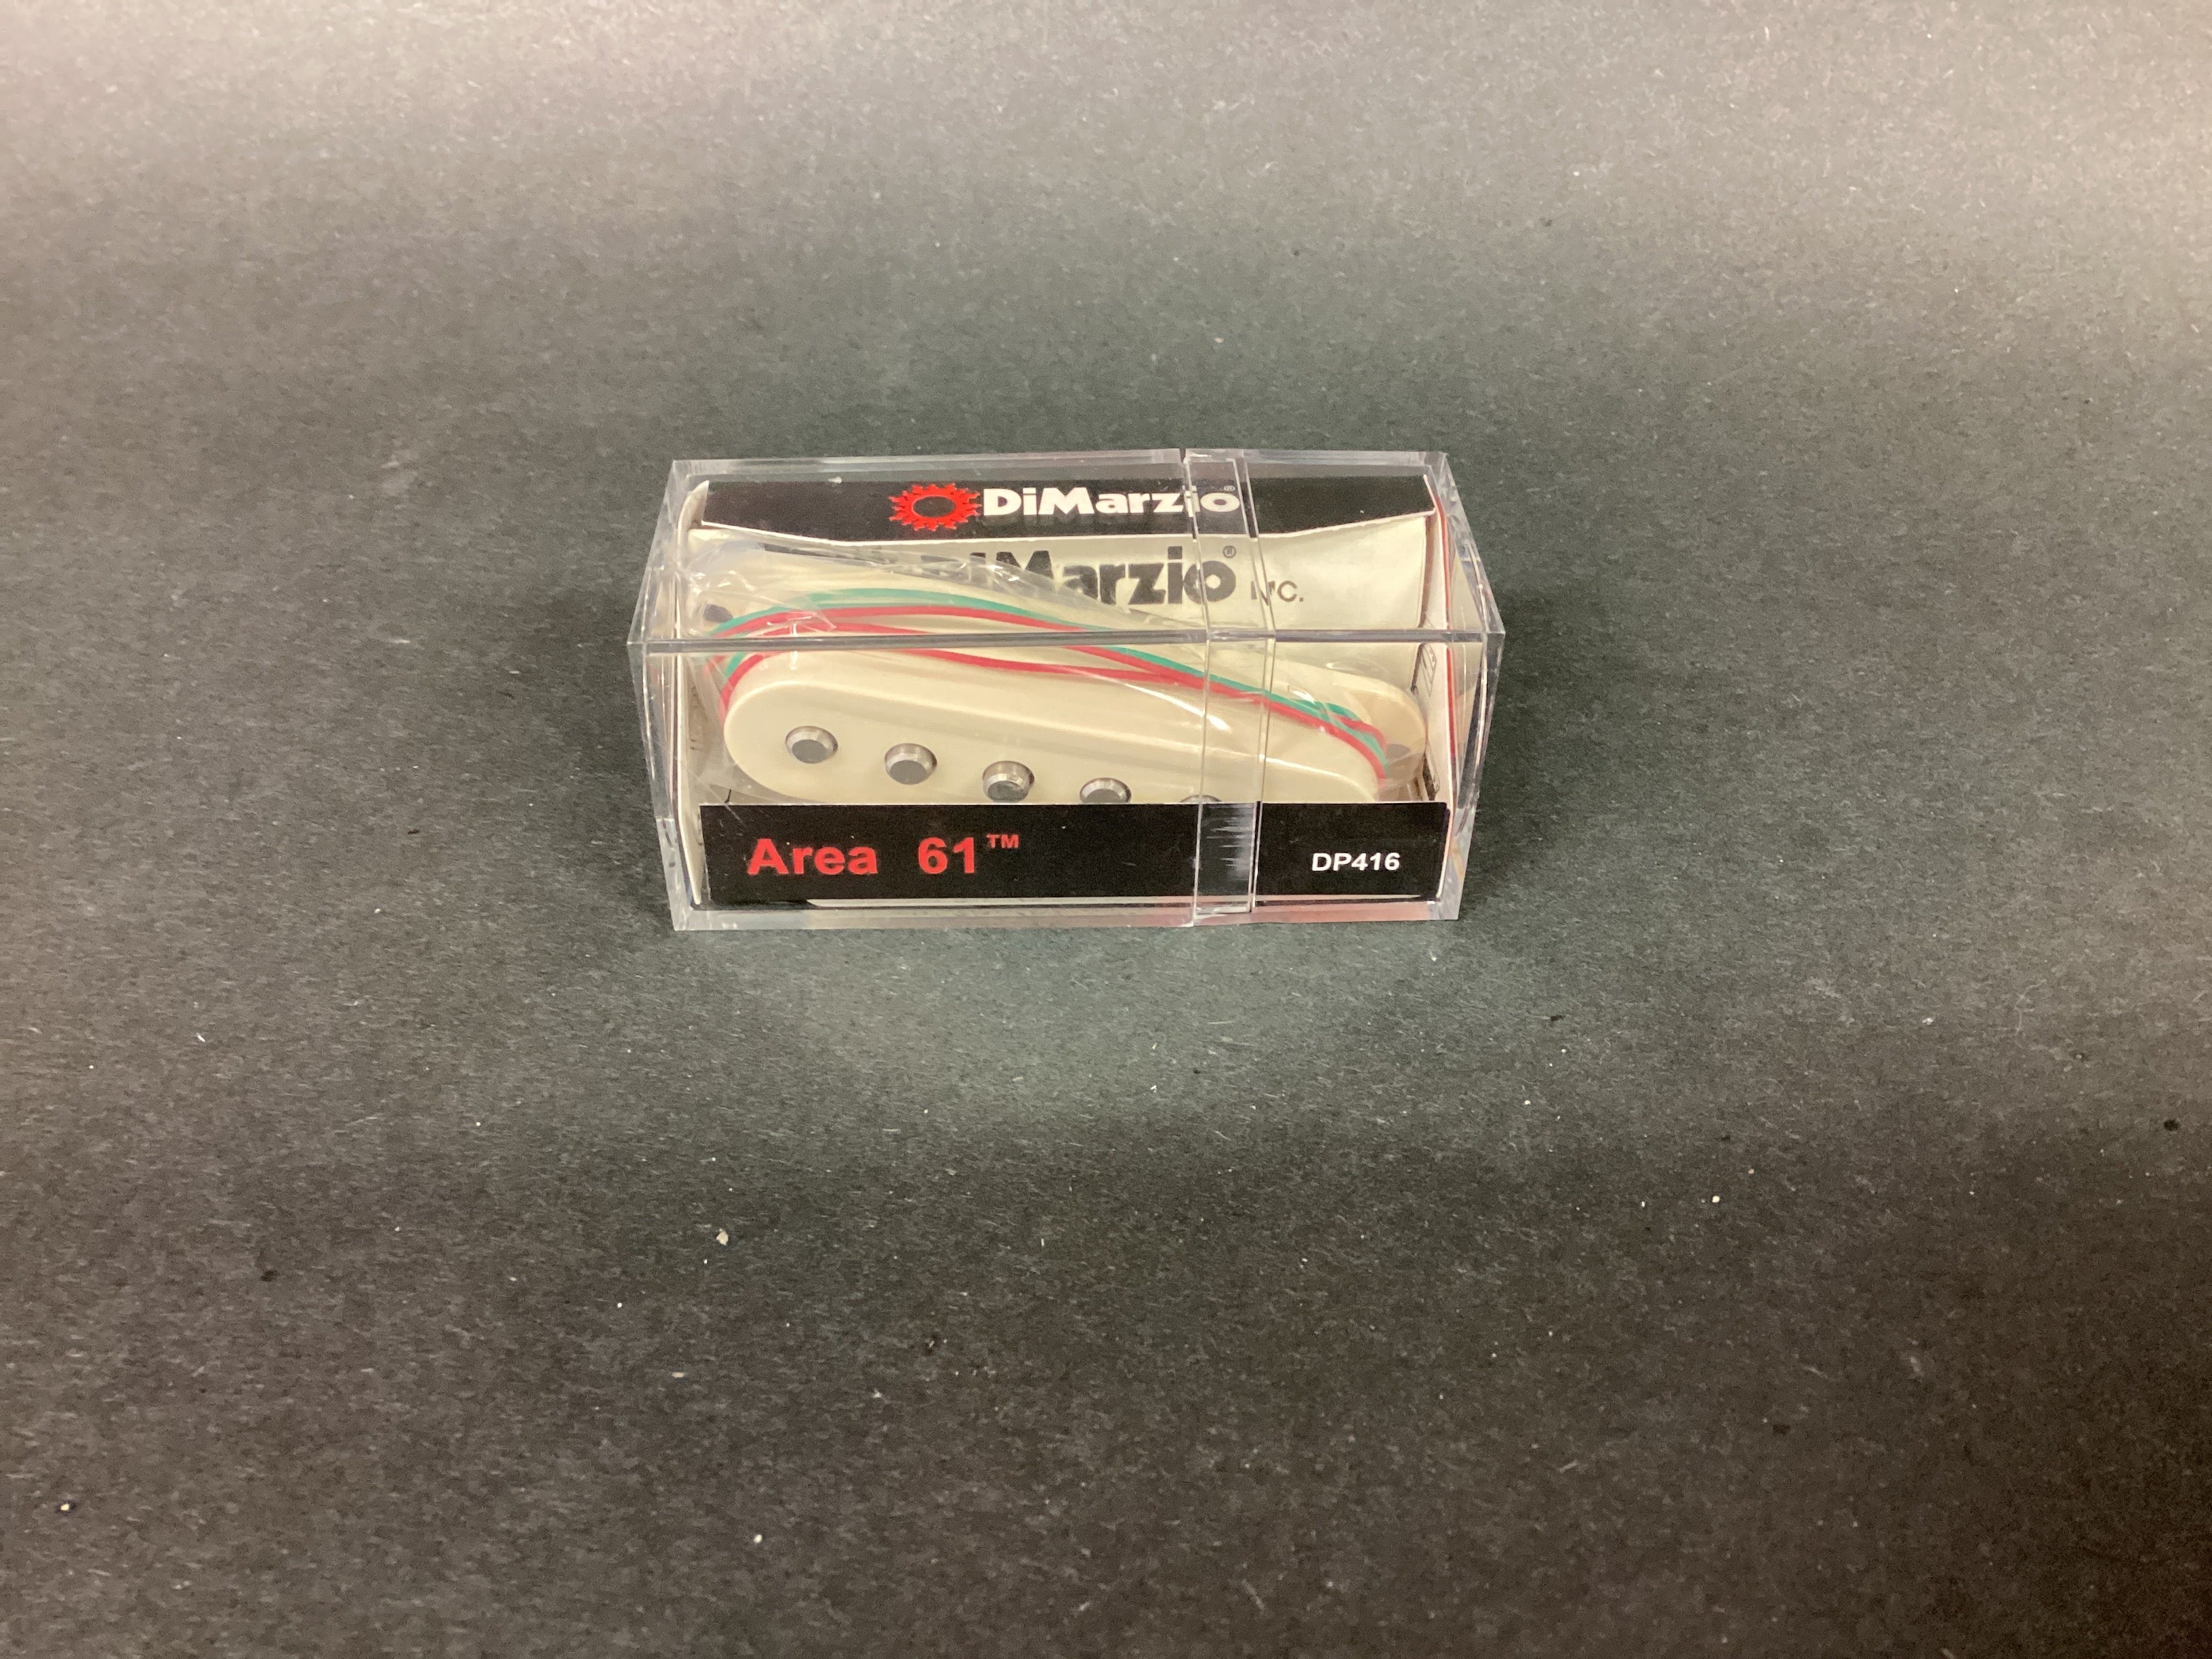 DiMarzio®
DiMarzio® INC.
Area 61™
DP416